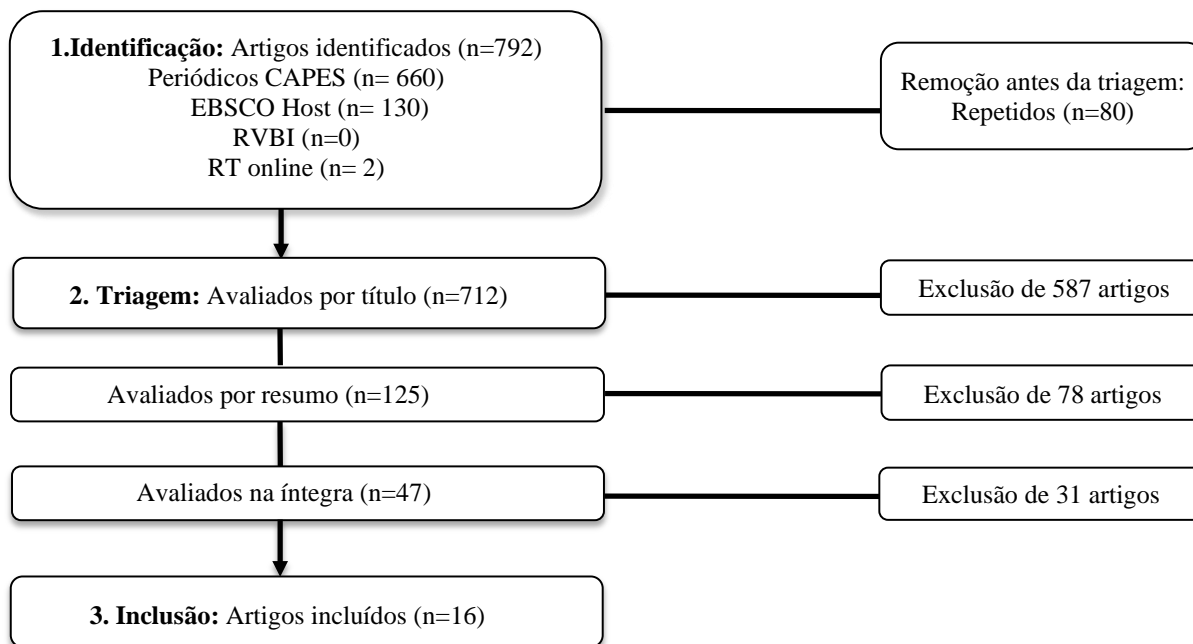 1.Identificação: Artigos identificados (n=792)
Periódicos CAPES (n= 660)
EBSCO Host (n= 130)
RVBI (n=0)
RT online (n= 2)
Remoção antes da triagem:
Repetidos (n=80)
2. Triagem: Avaliados por título (n=712)
Exclusão de 587 artigos
Avaliados por resumo (n=125)
Exclusão de 78 artigos
Avaliados na íntegra (n=47)
Exclusão de 31 artigos
3. Inclusão: Artigos incluídos (n=16)